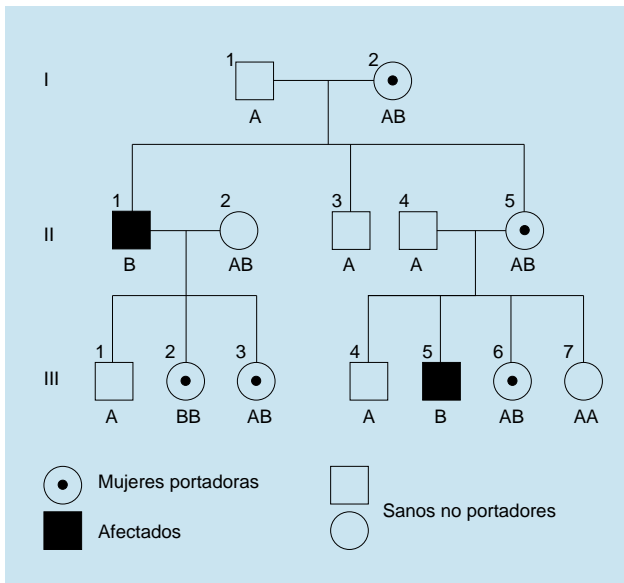 1 2
I
A AB
1 2 3 4 5
II
B AB A A AB
1 2 3 4 5 6 7
III
A BB AB A B AB AA
Mujeres portadoras
Sanos no portadores
Afectados